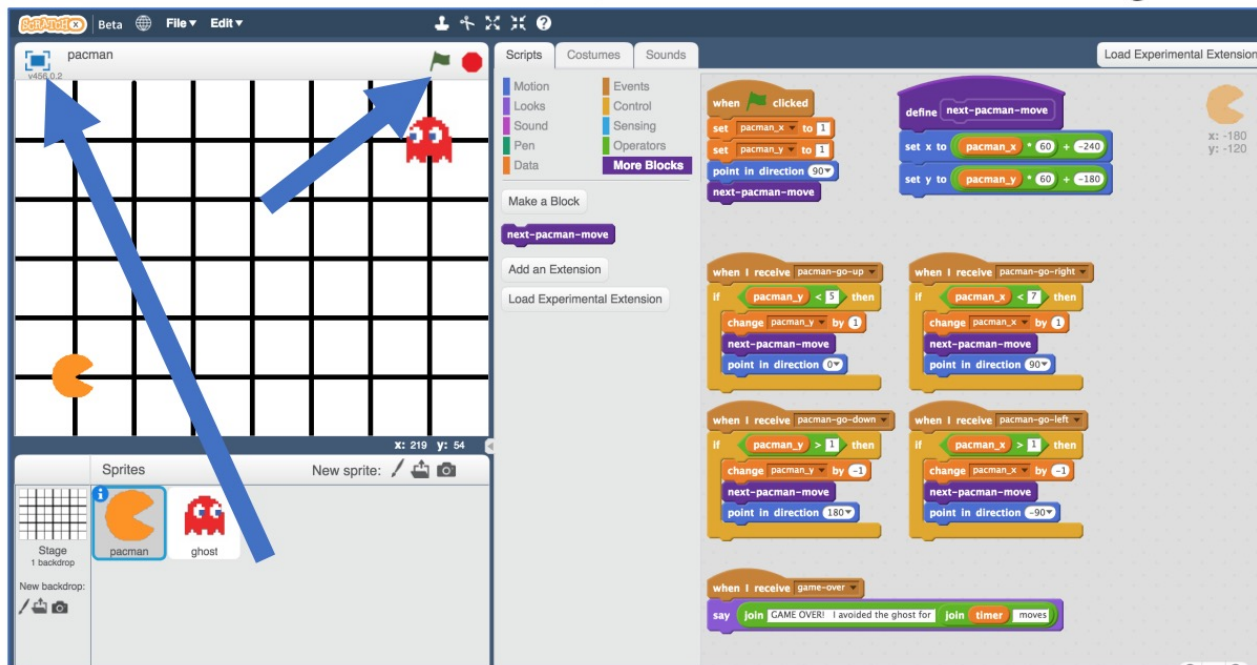 SCRATCHX Beta File▼ Edit▼
pacman
v456.0.2
Scripts Costumes Sounds
Load Experimental Extension
Motion Events
Looks Control
Sound Sensing
Pen Operators
Data More Blocks
Make a Block
next-pacman-move
Add an Extension
Load Experimental Extension
when clicked
set pacman_x to 1
set pacman_y to 1
point in direction 90▼
next-pacman-move
define next-pacman-move
set x to pacman_x * 60 + -240
set y to pacman_y * 60 + -180
x: -180
y: -120
when I receive pacman-go-up
if pacman_y < 5 then
change pacman_y by 1
next-pacman-move
point in direction 0▼
when I receive pacman-go-right
if pacman_x < 7 then
change pacman_x by 1
next-pacman-move
point in direction 90▼
when I receive pacman-go-down
if pacman_y > 1 then
change pacman_y by -1
next-pacman-move
point in direction 180▼
when I receive pacman-go-left
if pacman_x > 1 then
change pacman_x by -1
next-pacman-move
point in direction -90▼
when I receive game-over
say join GAME OVER! I avoided the ghost for join timer moves
X: 219 y: 54
Sprites New sprite:
Stage
1 backdrop
New backdrop:
pacman
ghost